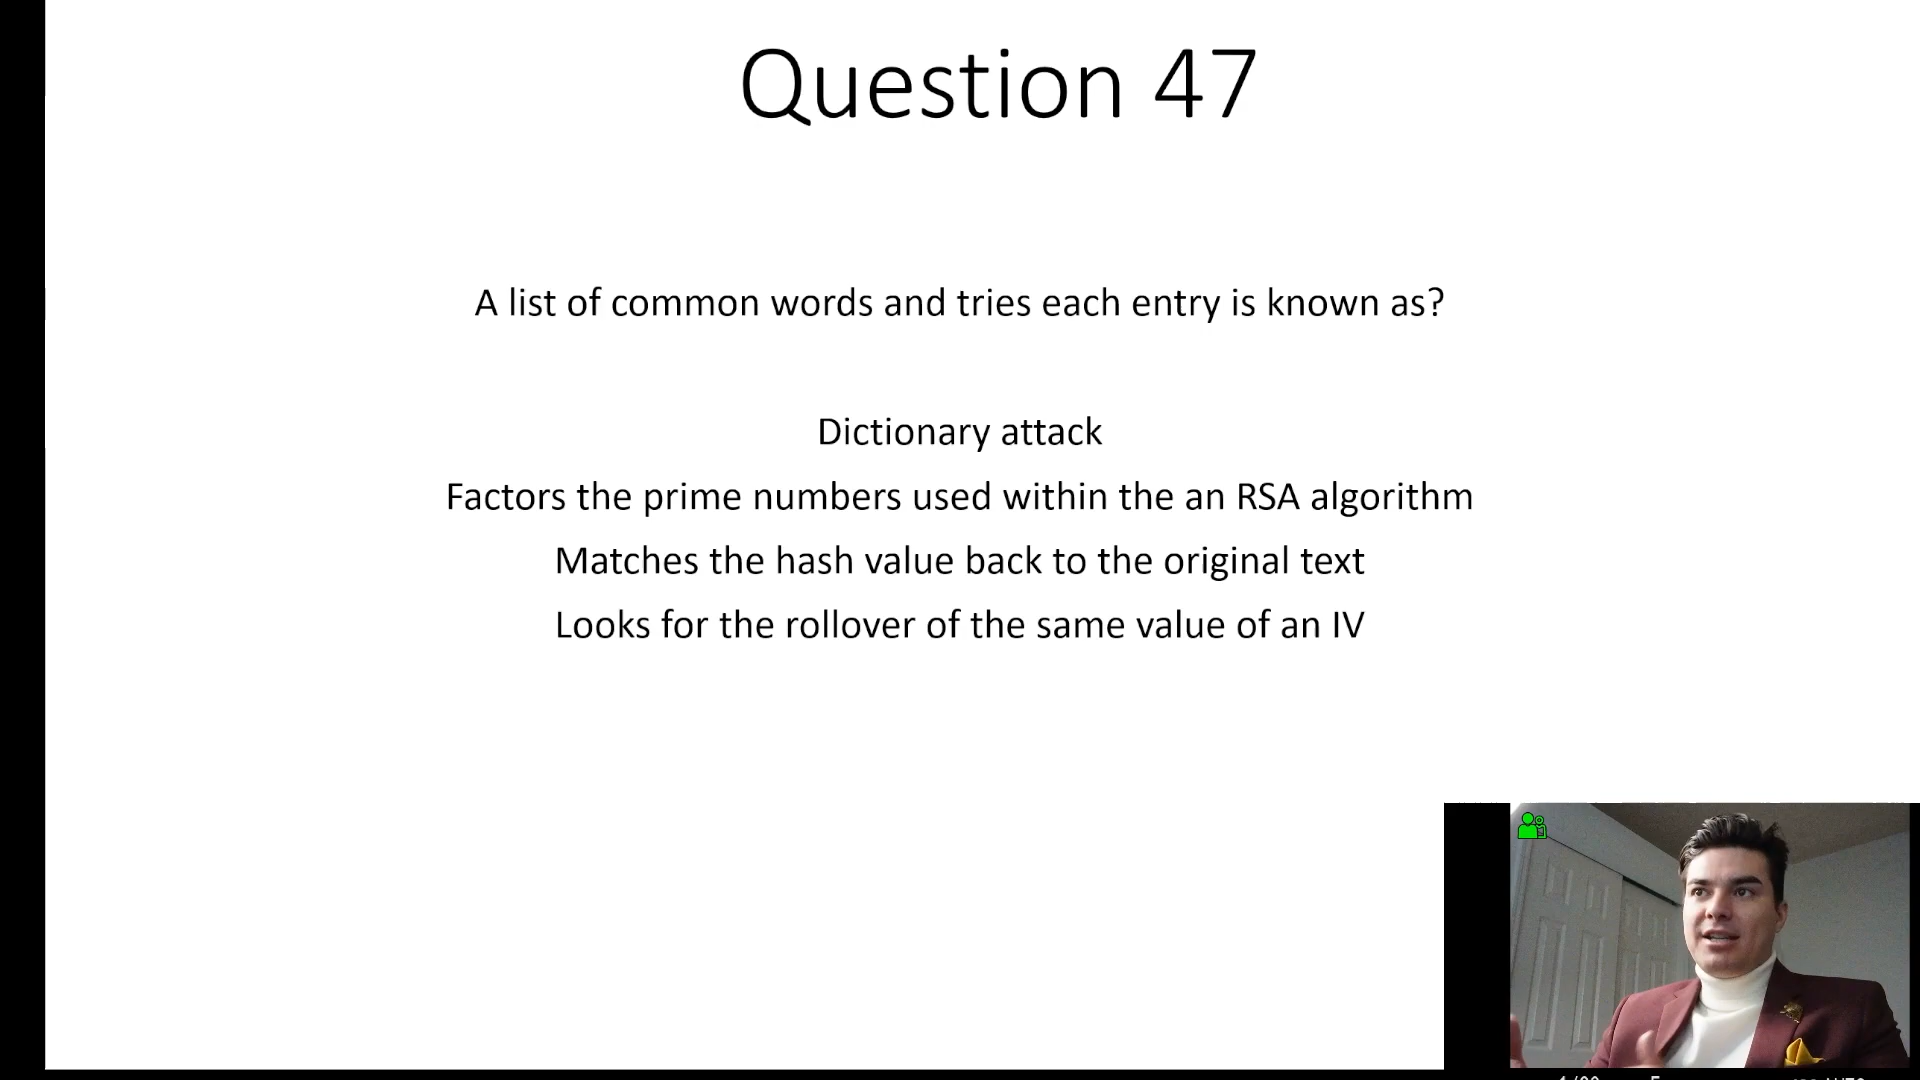 Question 47
A list of common words and tries each entry is known as?
Dictionary attack
Factors the prime numbers used within the an RSA algorithm
Matches the hash value back to the original text
Looks for the rollover of the same value of an IV